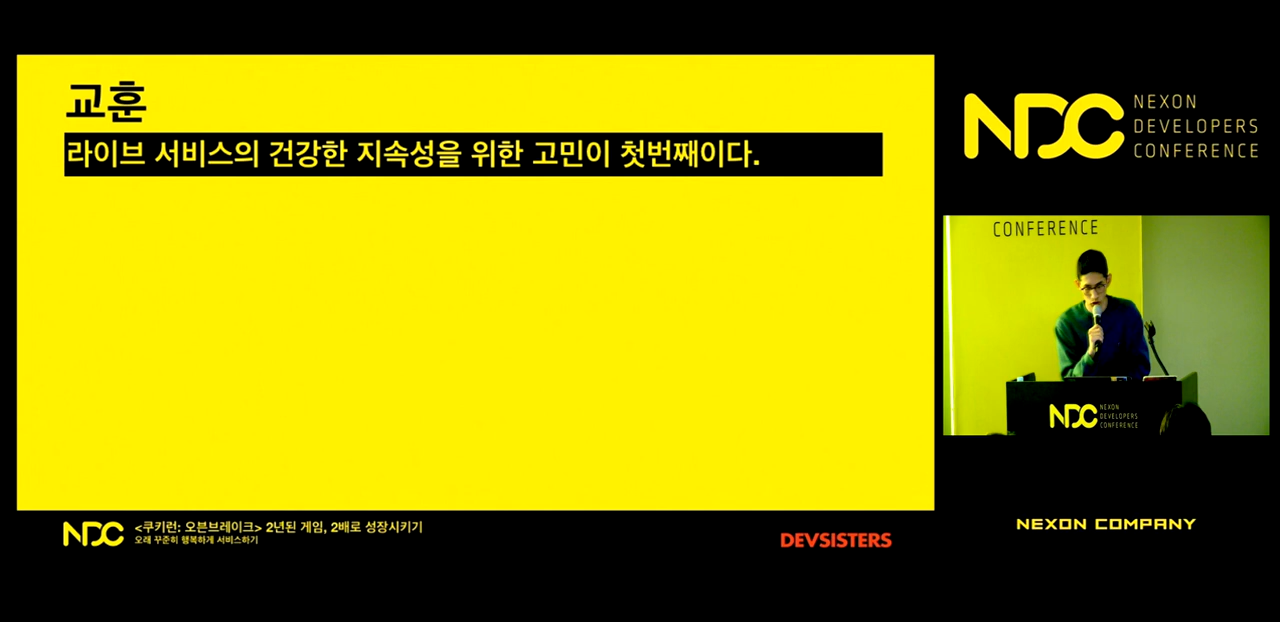 교훈
라이브 서비스의 건강한 지속성을 위한 고민이 첫번째이다.
NDC
<쿠키런: 오븐브레이크> 2년된 게임, 2배로 성장시키기
오래 꾸준히 행복하게 서비스하기
DEVSISTERS
NDC
NEXON
DEVELOPERS
CONFERENCE
CONFERENCE
NDC
NEXON
DEVELOPERS
CONFERENCE
NEXON COMPANY